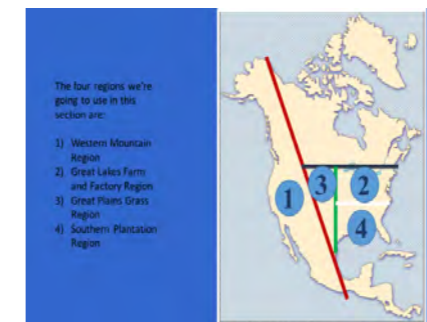 The four regions we're
going to use in this
section are:
1) Western Mountain
Region
2) Great Lakes Farm
and Factory Region
3) Great Plains Grass
Region
4) Southern Plantation
Region
1
3
2
4